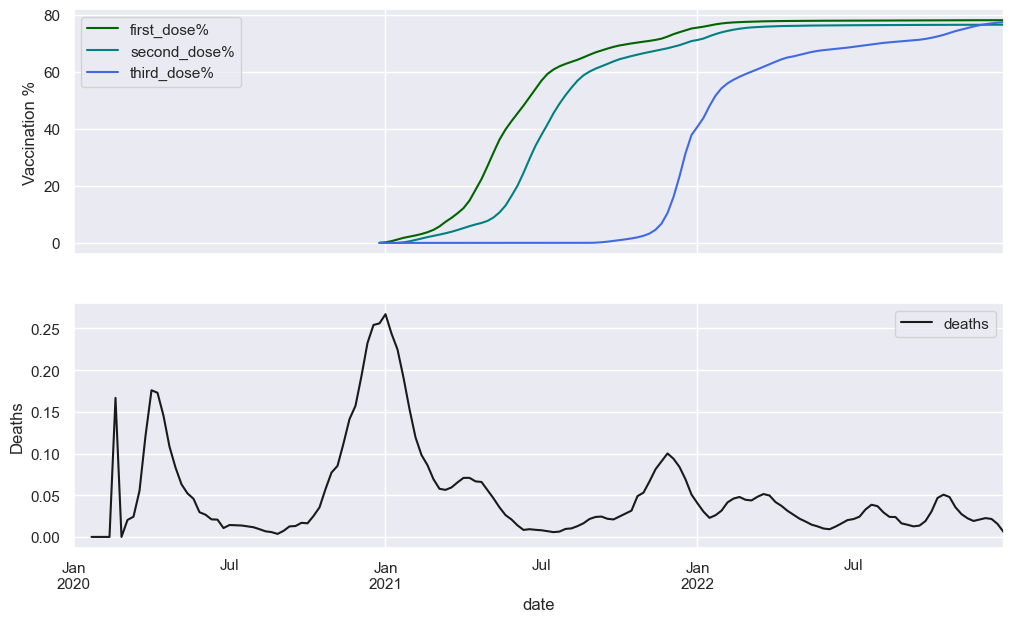 80
60
40
20
0
Vaccination %
first_dose%
second_dose%
third_dose%
0.25
0.20
0.15
0.10
0.05
0.00
Deaths
deaths
Jan
2020
Jul
Jan
2021
Jul
Jan
2022
Jul
date